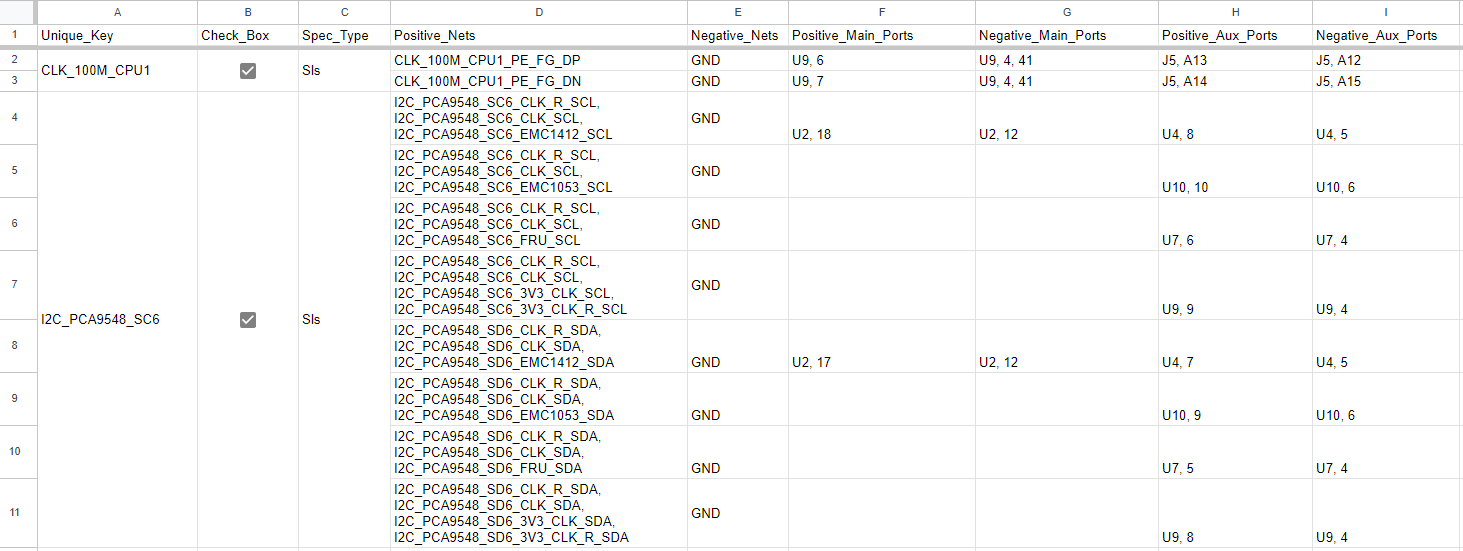 A B C D E F G H I
1 Unique_Key Check_Box Spec_Type Positive_Nets Negative_Nets Positive_Main_Ports Negative_Main_Ports Positive_Aux_Ports Negative_Aux_Ports
2 CLK_100M_CPU1_PE_FG_DP GND U9, 6 U9, 4, 41 J5, A13 J5, A12
CLK_100M_CPU1 SIs
3 CLK_100M_CPU1_PE_FG_DN GND U9, 7 U9, 4, 41 J5, A14 J5, A15
I2C_PCA9548_SC6_CLK_R_SCL,
4 I2C_PCA9548_SC6_CLK_SCL, GND
I2C_PCA9548_SC6_EMC1412_SCL U2, 18 U2, 12 U4, 8 U4, 5
I2C_PCA9548_SC6_CLK_R_SCL,
5 I2C_PCA9548_SC6_CLK_SCL, GND
I2C_PCA9548_SC6_EMC1053_SCL U10, 10 U10, 6
I2C_PCA9548_SC6_CLK_R_SCL,
6 I2C_PCA9548_SC6_CLK_SCL, GND
I2C_PCA9548_SC6_FRU_SCL U7, 6 U7, 4
I2C_PCA9548_SC6_CLK_R_SCL,
7 I2C_PCA9548_SC6_CLK_SCL, GND
I2C_PCA9548_SC6_3V3_CLK_SCL,
I2C_PCA9548_SC6_3V3_CLK_R_SCL U9, 9 U9, 4
I2C_PCA9548_SC6 SIs
I2C_PCA9548_SD6_CLK_R_SDA,
8 I2C_PCA9548_SD6_CLK_SDA,
I2C_PCA9548_SD6_EMC1412_SDA GND U2, 17 U2, 12 U4, 7 U4, 5
I2C_PCA9548_SD6_CLK_R_SDA,
9 I2C_PCA9548_SD6_CLK_SDA,
I2C_PCA9548_SD6_EMC1053_SDA GND U10, 9 U10, 6
I2C_PCA9548_SD6_CLK_R_SDA,
10 I2C_PCA9548_SD6_CLK_SDA,
I2C_PCA9548_SD6_FRU_SDA GND U7, 5 U7, 4
I2C_PCA9548_SD6_CLK_R_SDA,
11 I2C_PCA9548_SD6_CLK_SDA, GND
I2C_PCA9548_SD6_3V3_CLK_SDA,
I2C_PCA9548_SD6_3V3_CLK_R_SDA U9, 8 U9, 4